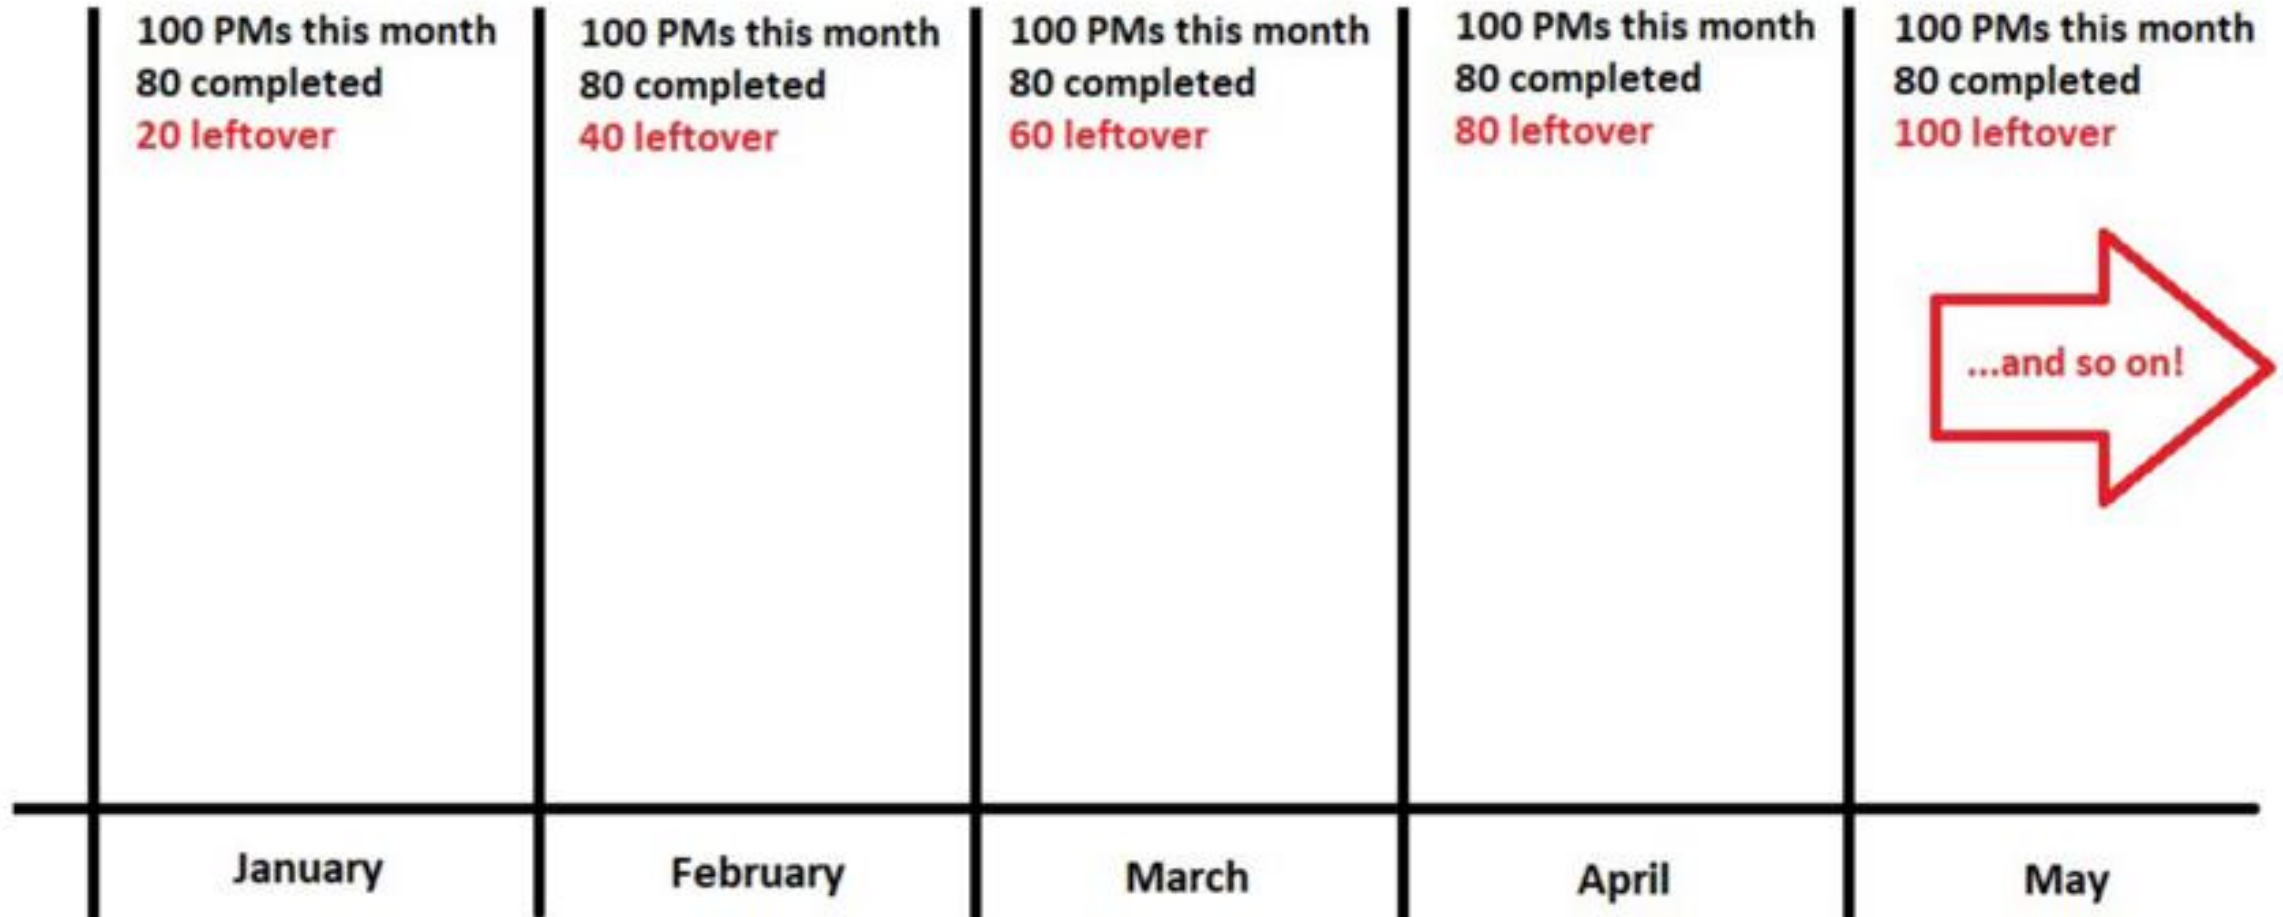 100 PMs this month
80 completed
20 leftover
100 PMs this month
80 completed
40 leftover
100 PMs this month
80 completed
60 leftover
100 PMs this month
80 completed
80 leftover
100 PMs this month
80 completed
100 leftover
...and so on!
January
February
March
April
May